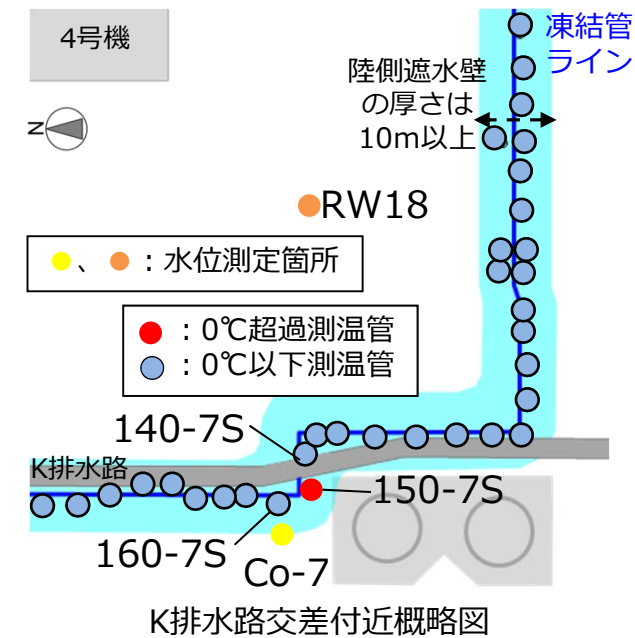 4号機
凍結管
ライン
陸側遮水壁
の厚さは
10m以上
N
RW18
、　：水位測定箇所
：0℃超過測温管
：0℃以下測温管
140-7S
K排水路
150-7S
160-7S
Co-7
K排水路交差付近概略図